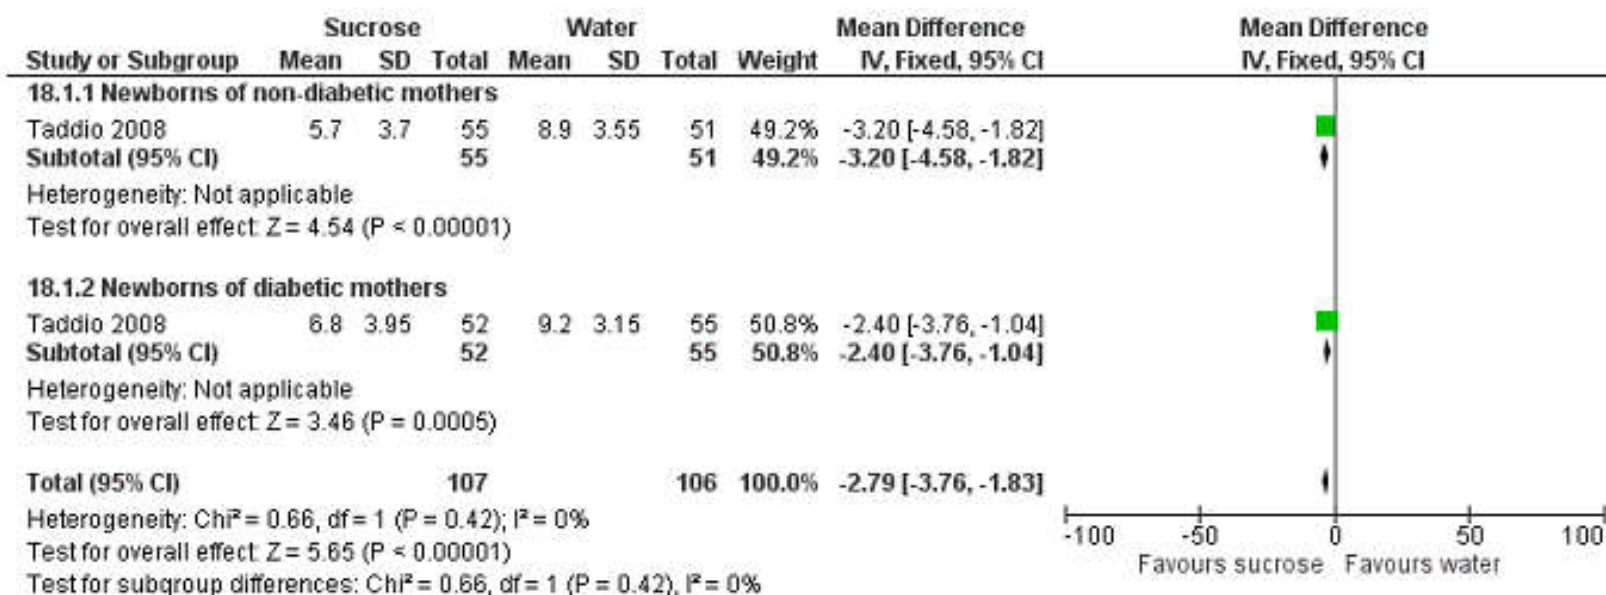 Sucrose Water Mean Difference Mean Difference
Study or Subgroup Mean SD Total Mean SD Total Weight IV, Fixed, 95% CI IV, Fixed, 95% CI
18.1.1 Newborns of non-diabetic mothers
Taddio 2008 5.7 3.7 55 8.9 3.55 51 49.2% -3.20 [-4.58, -1.82]
Subtotal (95% CI) 55 51 49.2% -3.20 [-4.58, -1.82]
Heterogeneity: Not applicable
Test for overall effect: Z = 4.54 (P < 0.00001)
18.1.2 Newborns of diabetic mothers
Taddio 2008 6.8 3.95 52 9.2 3.15 55 50.8% -2.40 [-3.76, -1.04]
Subtotal (95% CI) 52 55 50.8% -2.40 [-3.76, -1.04]
Heterogeneity: Not applicable
Test for overall effect: Z = 3.46 (P = 0.0005)
Total (95% CI) 107 106 100.0% -2.79 [-3.76, -1.83]
Heterogeneity: Chi² = 0.66, df = 1 (P = 0.42); I² = 0%
Test for overall effect: Z = 5.65 (P < 0.00001)
Test for subgroup differences: Chi² = 0.66, df = 1 (P = 0.42), I² = 0%
-100 -50 0 50 100
Favours sucrose Favours water